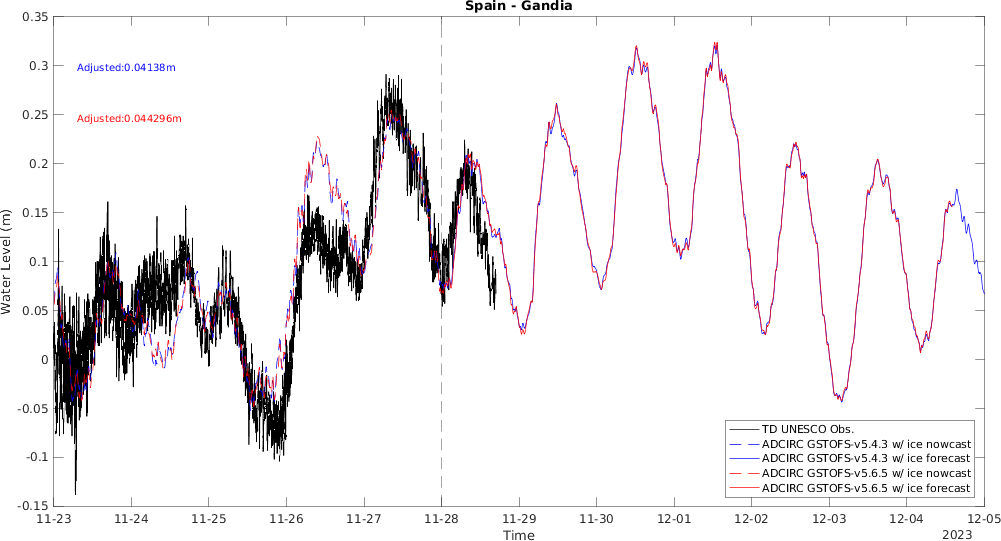 Spain - Gandia
0.35
0.3
0.25
0.2
0.15
0.1
0.05
0
-0.05
-0.1
-0.15
Water Level (m)
Adjusted:0.04138m
Adjusted:0.044296m
TD UNESCO Obs.
ADCIRC GSTOFS-v5.4.3 w/ ice nowcast
ADCIRC GSTOFS-v5.4.3 w/ ice forecast
ADCIRC GSTOFS-v5.6.5 w/ ice nowcast
ADCIRC GSTOFS-v5.6.5 w/ ice forecast
11-23 11-24 11-25 11-26 11-27 11-28 11-29 11-30 12-01 12-02 12-03 12-04 12-05
Time
2023